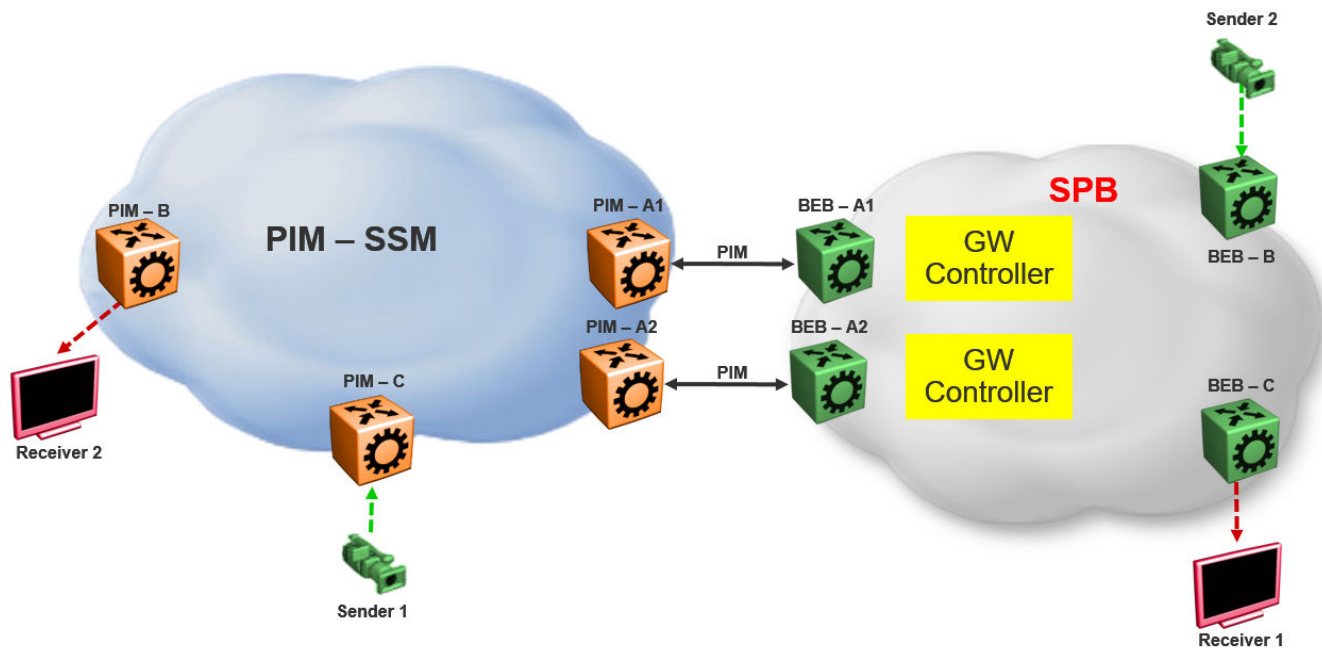 Sender 2
SPB
PIM – B
PIM – SSM
PIM – A1
PIM
BEB – A1
GW
Controller
BEB – B
PIM – A2
PIM
BEB – A2
GW
Controller
PIM – C
BEB – C
Receiver 2
Sender 1
Receiver 1